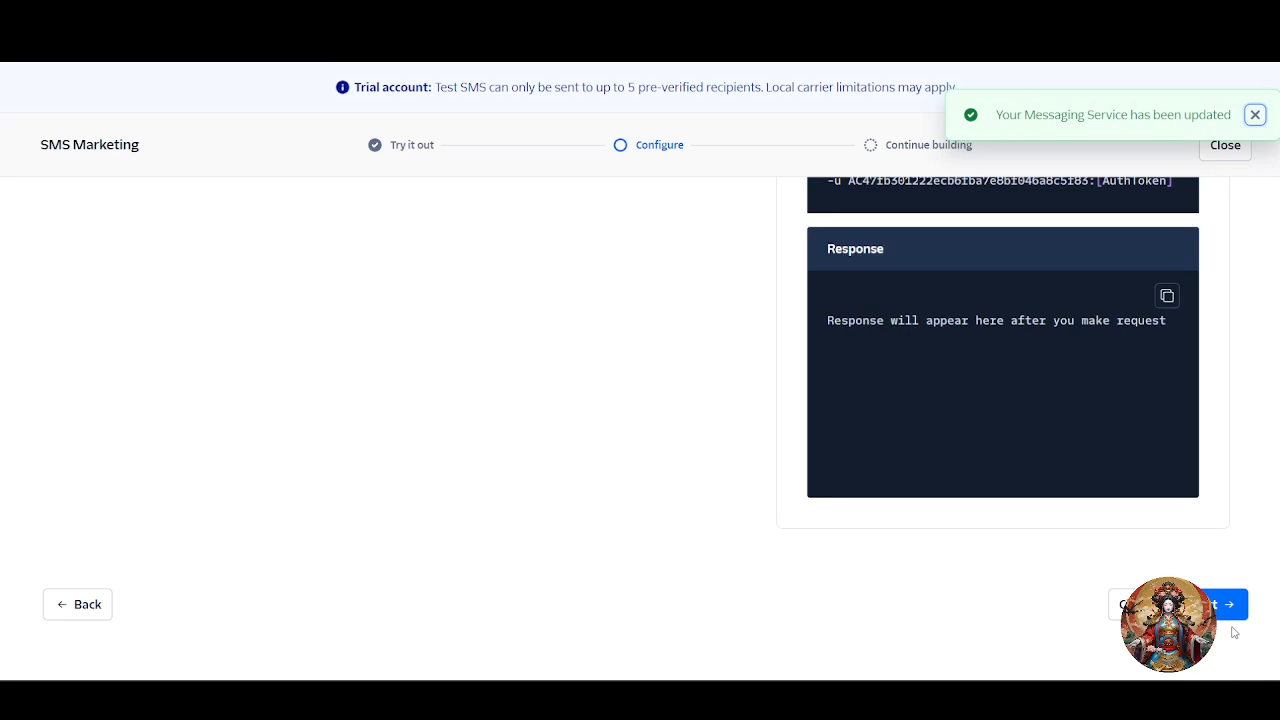 Trial account: Test SMS can only be sent to up to 5 pre-verified recipients. Local carrier limitations may apply.
Your Messaging Service has been updated
SMS Marketing
Try it out
Configure
Continue building
Close
-u AC47fb301222ecb6fba7e8bf046a8c5f83:[AuthToken]
Response
Response will appear here after you make request
Back